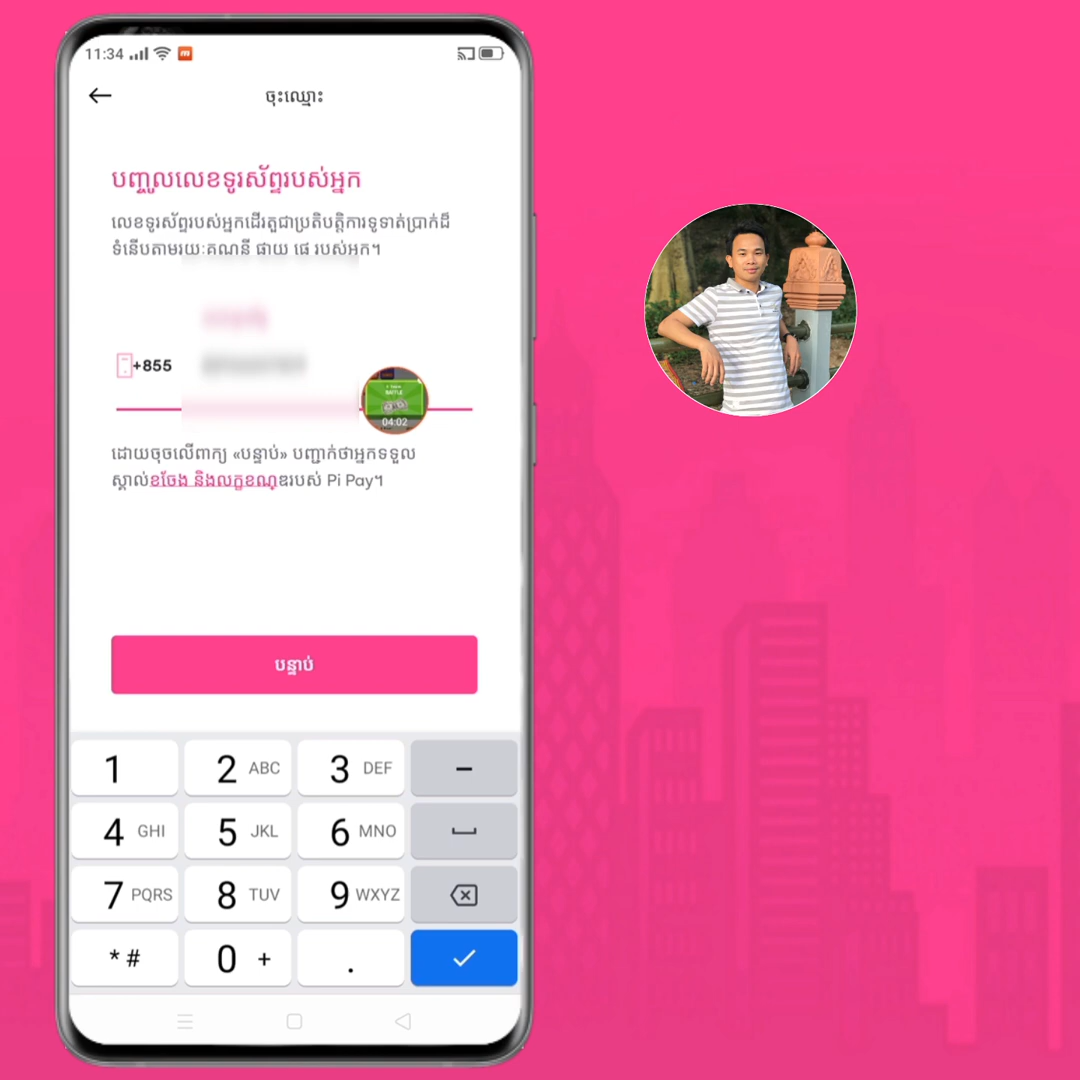 11:34
ចុះឈ្មោះ
បញ្ចូលលេខទូរស័ព្ទរបស់អ្នក
លេខទូរស័ព្ទរបស់អ្នកដើរតួជាប្រតិបត្តិការទូទាត់ប្រាក់ដ៏
ទំនើបតាមរយៈគណនី ផាយ ផេ របស់អ្នក។
+855
BATTLE
04:02
ដោយចុចលើពាក្យ «បន្ទាប់» បញ្ជាក់ថាអ្នកទទួល
ស្គាល់ខចែង និងលក្ខខណ្ឌរបស់ Pi Pay។
បន្ទាប់
1
2 ABC
3 DEF
–
4 GHI
5 JKL
6 MNO
7 PQRS
8 TUV
9 WXYZ
* #
0 +
.